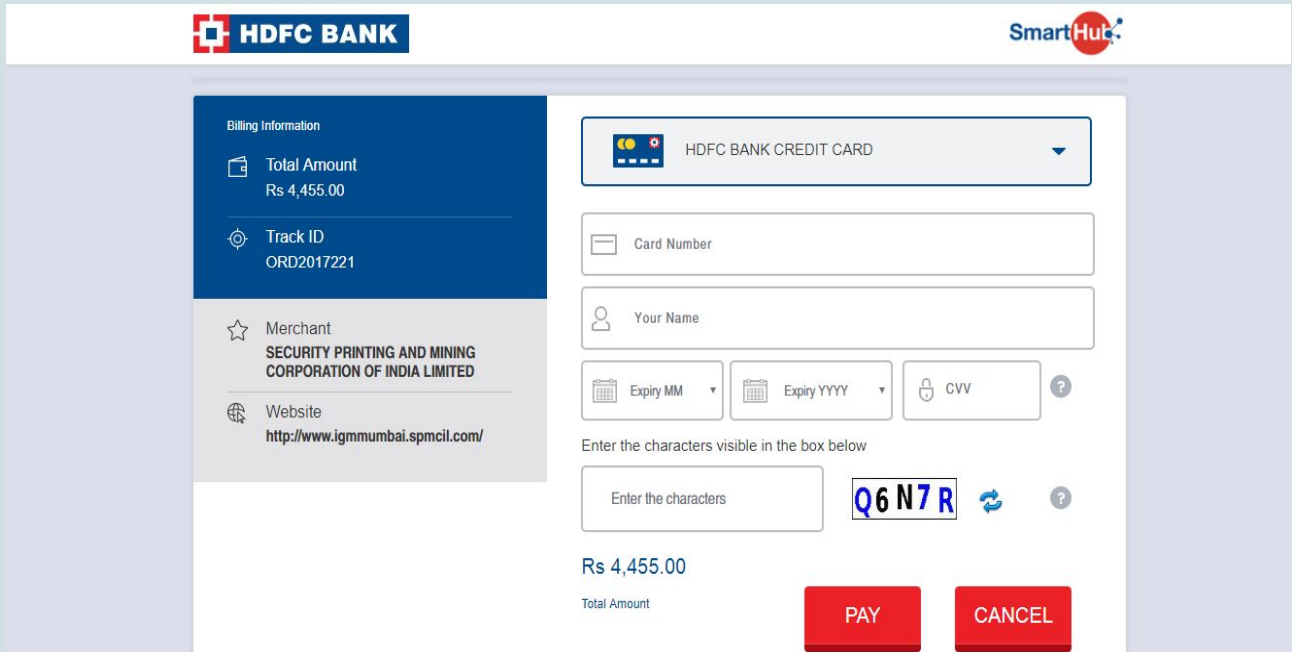 HDFC BANK
SmartHub
Billing Information
Total Amount
Rs 4,455.00
Track ID
ORD2017221
Merchant
SECURITY PRINTING AND MINING
CORPORATION OF INDIA LIMITED
Website
http://www.igmmumbai.spmcil.com/
HDFC BANK CREDIT CARD
Card Number
Your Name
Expiry MM
Expiry YYYY
CVV
?
Enter the characters visible in the box below
Enter the characters
Q6N7R
?
Rs 4,455.00
Total Amount
PAY
CANCEL